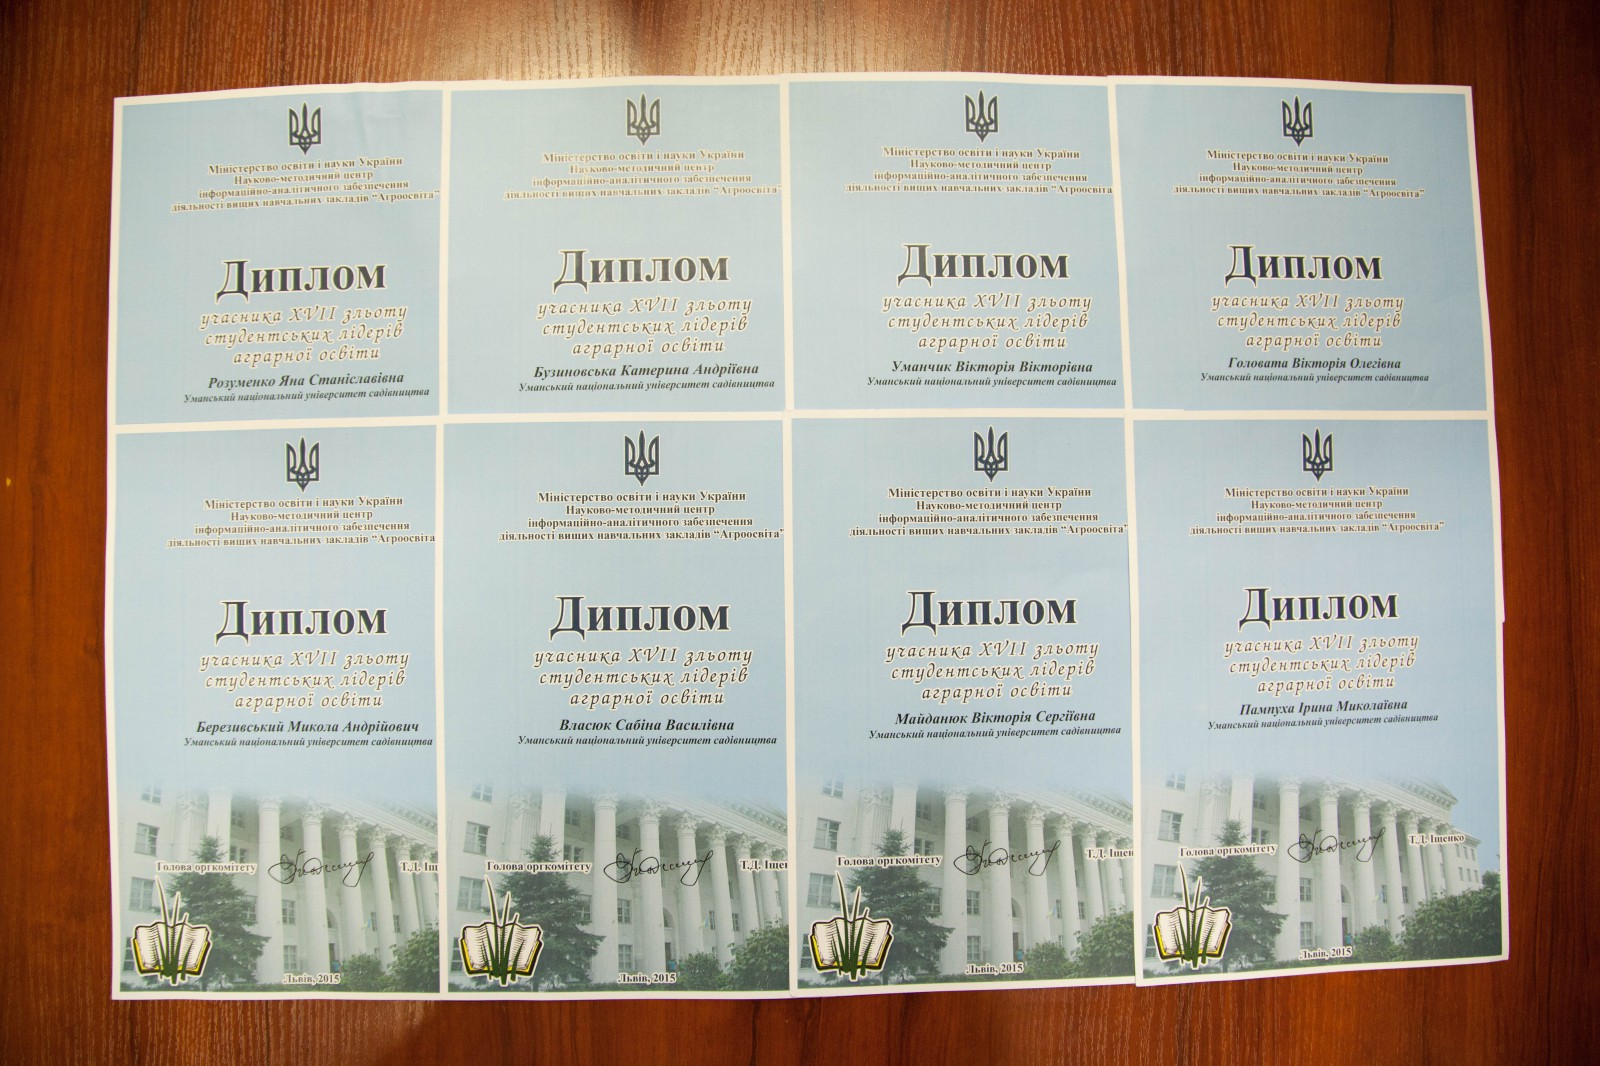 Міністерство освіти і науки України
Науково-методичний центр
інформаційно-аналітичного забезпечення
діяльності вищих навчальних закладів “Агроосвіта”
Диплом
учасника XVII зльоту
студентських лідерів
аграрної освіти
Розуменко Яна Станіславівна
Уманський національний університет садівництва
Міністерство освіти і науки України
Науково-методичний центр
інформаційно-аналітичного забезпечення
діяльності вищих навчальних закладів “Агроосвіта”
Диплом
учасника XVII зльоту
студентських лідерів
аграрної освіти
Бузиновська Катерина Андріївна
Уманський національний університет садівництва
Міністерство освіти і науки України
Науково-методичний центр
інформаційно-аналітичного забезпечення
діяльності вищих навчальних закладів “Агроосвіта
Диплом
учасника XVII зльоту
студентських лідерів
аграрної освіти
Уманчик Вікторія Вікторівна
Уманський національний університет садівництва
Міністерство освіти і науки України
Науково-методичний центр
інформаційно-аналітичного забезпечення
діяльності вищих навчальних закладів “Агроосвіта”
Диплом
учасника XVII зльоту
студентських лідерів
аграрної освіти
Головата Вікторія Олегівна
Уманський національний університет садівництва
Міністерство освіти і науки України
Науково-методичний центр
інформаційно-аналітичного забезпечення
діяльності вищих навчальних закладів “Агроосвіта
Диплом
учасника XVII зльоту
студентських лідерів
аграрної освіти
Березивський Микола Андрійович
Уманський національний університет садівництва
Голова оргкомітету Т.Д. Іщ
Львів, 2015
Міністерство освіти і науки України
Науково-методичний центр
інформаційно-аналітичного забезпечення
діяльності вищих навчальних закладів “Агроосвіта”
Диплом
учасника XVII зльоту
студентських лідерів
аграрної освіти
Власюк Сабіна Василівна
Уманський національний університет садівництва
Голова оргкомітету Т.Д. Іще
Львів, 2015
Міністерство освіти і науки України
Науково-методичний центр
інформаційно-аналітичного забезпечення
діяльності вищих навчальних закладів “Агроосвіта”
Диплом
учасника XVII зльоту
студентських лідерів
аграрної освіти
Майданюк Вікторія Сергіївна
Уманський національний університет садівництва
Голова оргкомітету Т.Д. Іщен
Львів, 2015
Міністерство освіти і науки України
Науково-методичний центр
інформаційно-аналітичного забезпечення
діяльності вищих навчальних закладів “Агроосвіта”
Диплом
учасника XVII зльоту
студентських лідерів
аграрної освіти
Пампуха Ірина Миколаївна
Уманський національний університет садівництва
Голова оргкомітету Т.Д. Іщенко
Львів, 2015